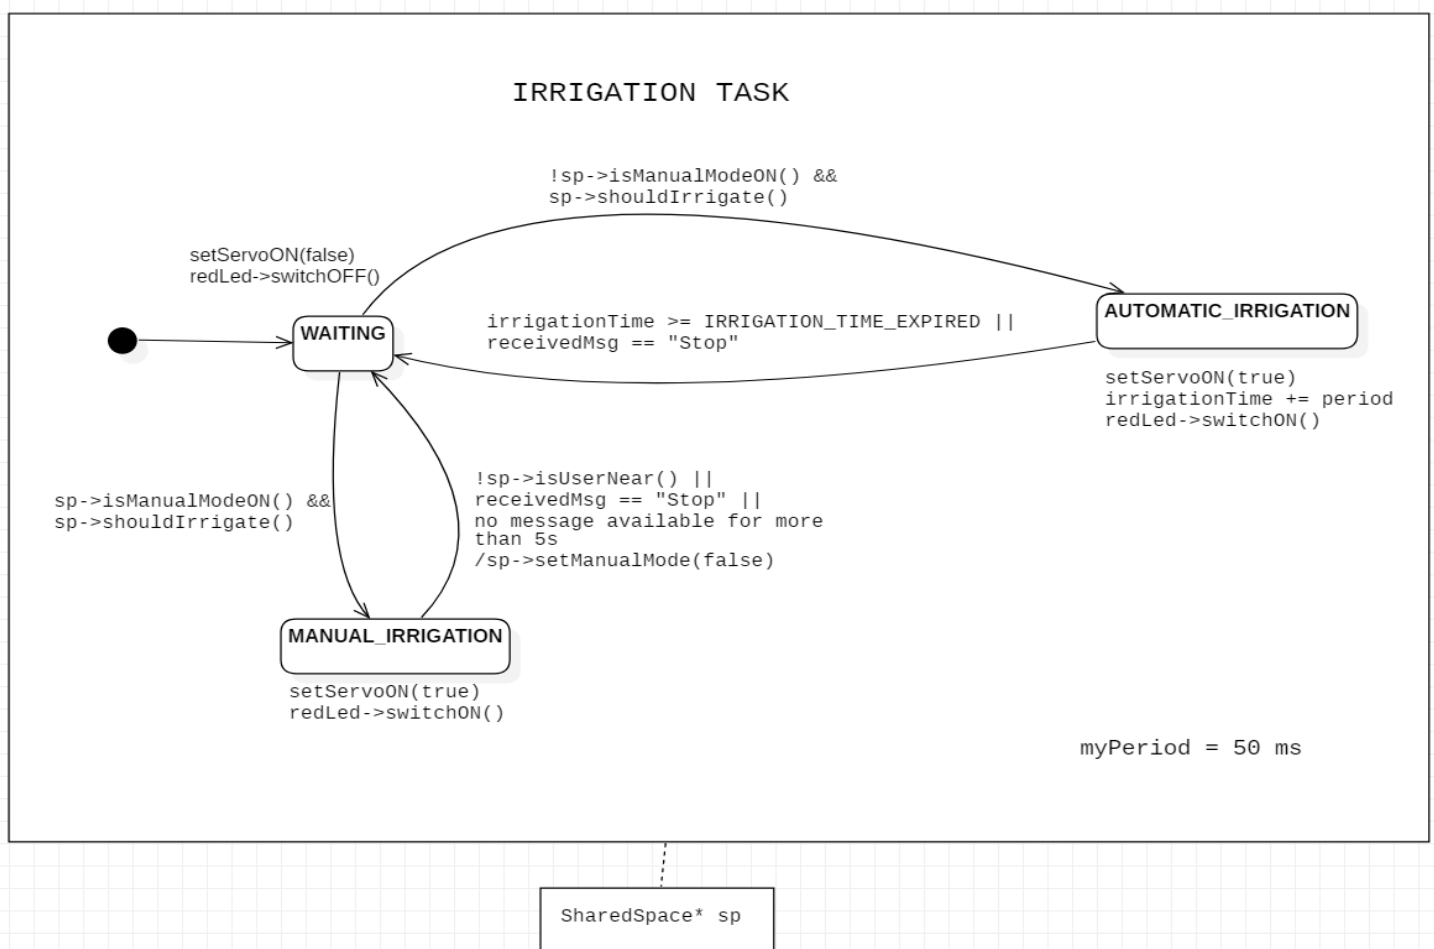 IRRIGATION TASK
!sp->isManualModeON() &&
sp->shouldIrrigate()
setServoON(false)
redLed->switchOFF()
WAITING
irrigationTime >= IRRIGATION_TIME_EXPIRED ||
receivedMsg == "Stop"
AUTOMATIC_IRRIGATION
setServoON(true)
irrigationTime += period
redLed->switchON()
sp->isManualModeON() &&
sp->shouldIrrigate()
!sp->isUserNear() ||
receivedMsg == "Stop" ||
no message available for more
than 5s
/sp->setManualMode(false)
MANUAL_IRRIGATION
setServoON(true)
redLed->switchON()
myPeriod = 50 ms
SharedSpace* sp